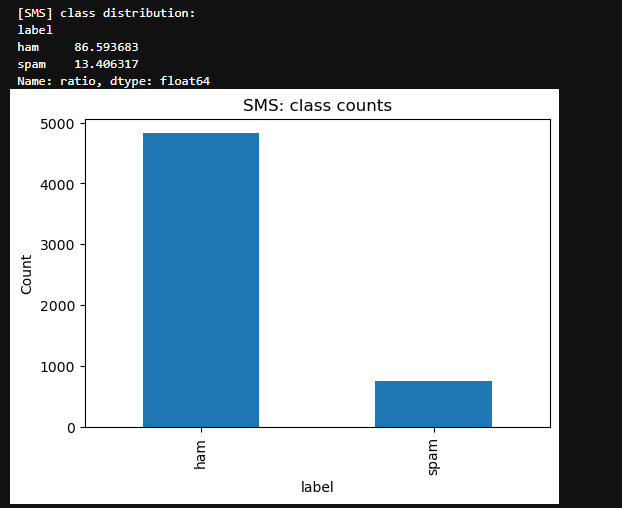 [SMS] class distribution:
label
ham 86.593683
spam 13.406317
Name: ratio, dtype: float64
SMS: class counts
5000
4000
3000
2000
1000
0
Count
ham
spam
label